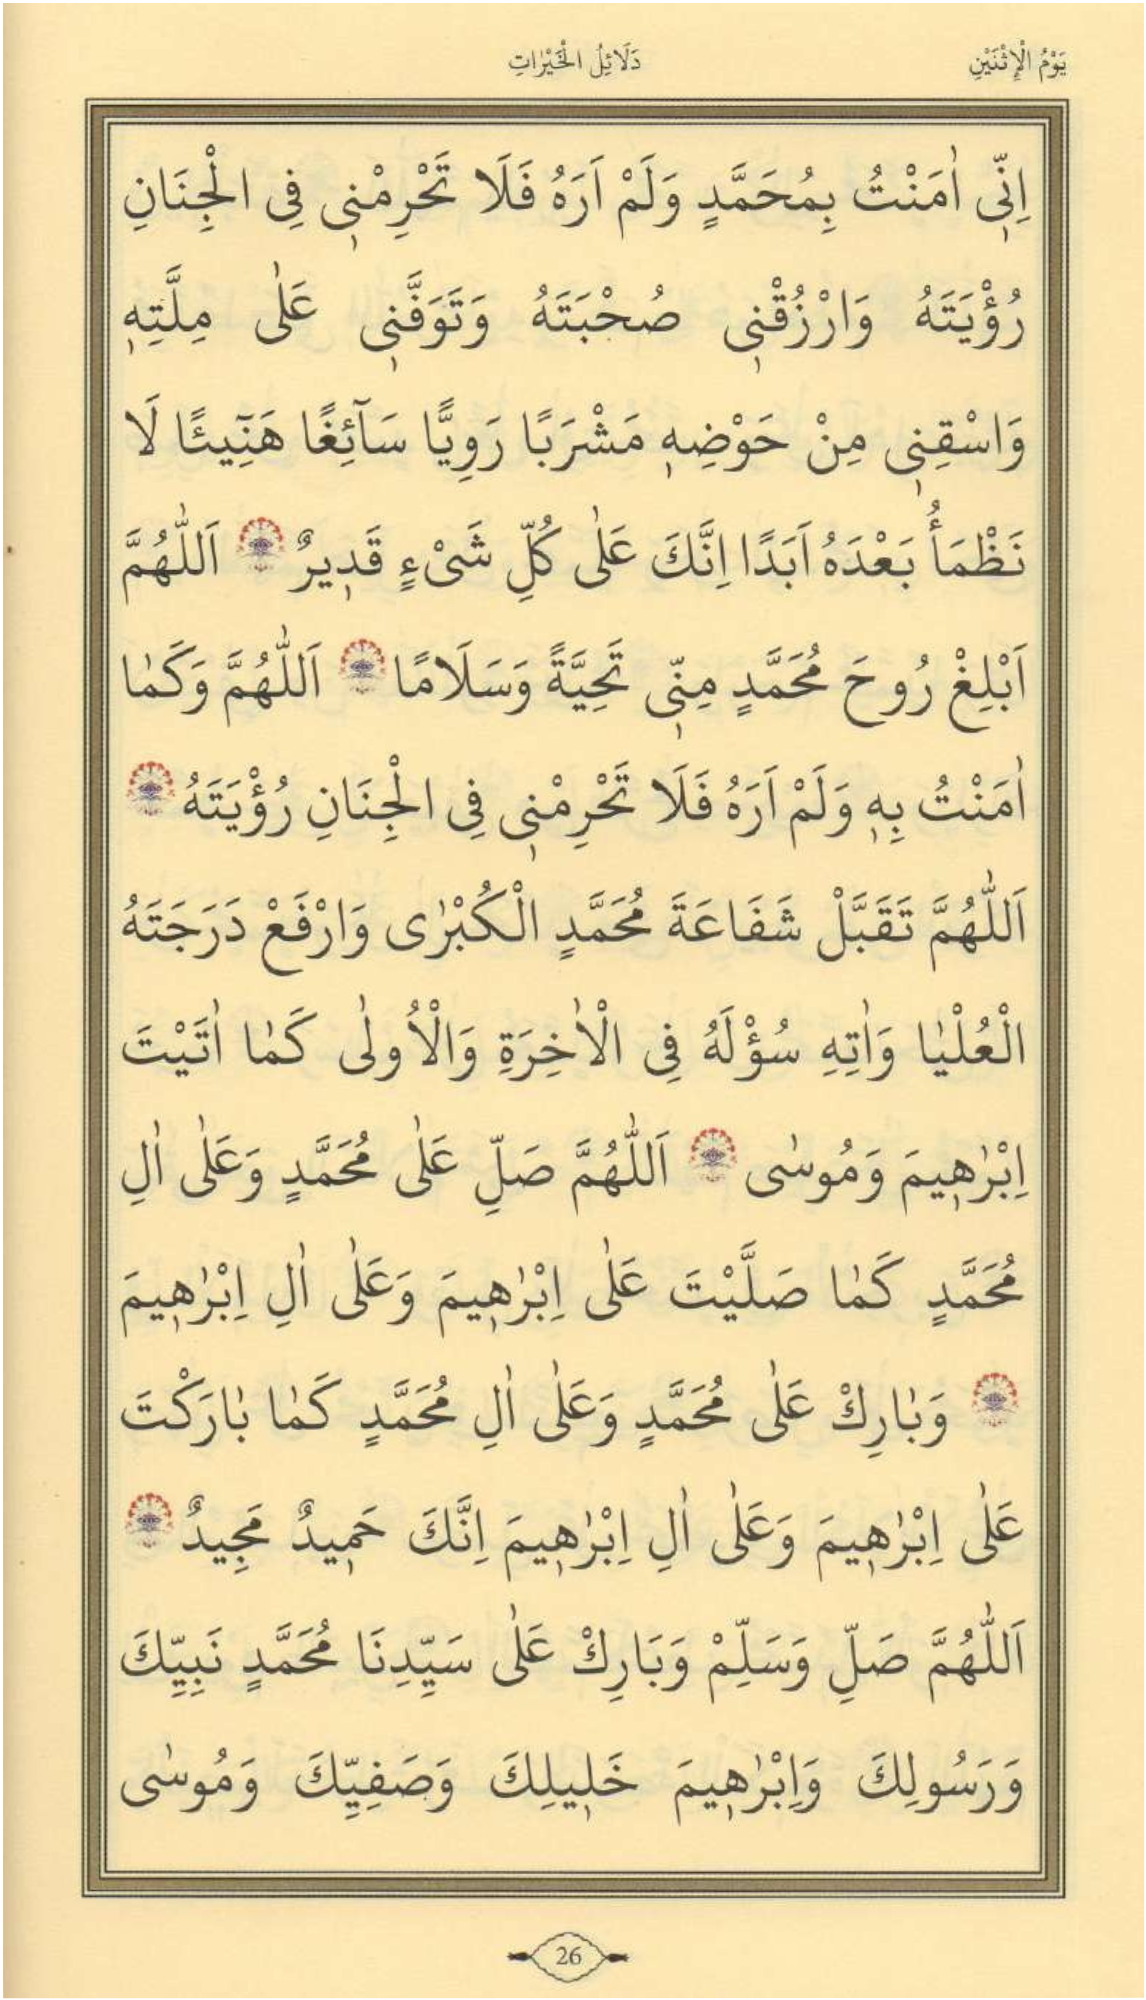 يَوْمُ الْاِثْنَيْنِ
دَلَائِلُ الْخَيْرَاتِ
اِنّٖى اٰمَنْتُ بِمُحَمَّدٍ وَلَمْ اَرَهُ فَلَا تَحْرِمْنٖى فِى الْجِنَانِ
رُؤْيَتَهُ وَارْزُقْنٖى صُحْبَتَهُ وَتَوَفَّنٖى عَلٰى مِلَّتِهٖ
وَاسْقِنٖى مِنْ حَوْضِهٖ مَشْرَبًا رَوِيًّا سَٓائِغًا هَنٓيئًا لَا
نَظْمَأُ بَعْدَهُ اَبَدًا اِنَّكَ عَلٰى كُلِّ شَىْءٍ قَدٖيرٌ اَللّٰهُمَّ
اَبْلِغْ رُوحَ مُحَمَّدٍ مِنّٖى تَحِيَّةً وَسَلَامًا اَللّٰهُمَّ وَكَمٰا
اٰمَنْتُ بِهٖ وَلَمْ اَرَهُ فَلَا تَحْرِمْنٖى فِى الْجِنَانِ رُؤْيَتَهُ
اَللّٰهُمَّ تَقَبَّلْ شَفَاعَةَ مُحَمَّدٍ الْكُبْرٰى وَارْفَعْ دَرَجَتَهُ
الْعُلْيٰا وَاٰتِهِ سُؤْلَهُ فِى الْاٰخِرَةِ وَالْاُولٰى كَمٰا اٰتَيْتَ
اِبْرٰهٖيمَ وَمُوسٰى اَللّٰهُمَّ صَلِّ عَلٰى مُحَمَّدٍ وَعَلٰى اٰلِ
مُحَمَّدٍ كَمٰا صَلَّيْتَ عَلٰى اِبْرٰهٖيمَ وَعَلٰى اٰلِ اِبْرٰهٖيمَ
وَبٰارِكْ عَلٰى مُحَمَّدٍ وَعَلٰى اٰلِ مُحَمَّدٍ كَمٰا بٰارَكْتَ
عَلٰى اِبْرٰهٖيمَ وَعَلٰى اٰلِ اِبْرٰهٖيمَ اِنَّكَ حَمٖيدٌ مَجِيدٌ
اَللّٰهُمَّ صَلِّ وَسَلِّمْ وَبَارِكْ عَلٰى سَيِّدِنَا مُحَمَّدٍ نَبِيِّكَ
وَرَسُولِكَ وَاِبْرٰهٖيمَ خَلٖيلِكَ وَصَفِيِّكَ وَمُوسٰى
26